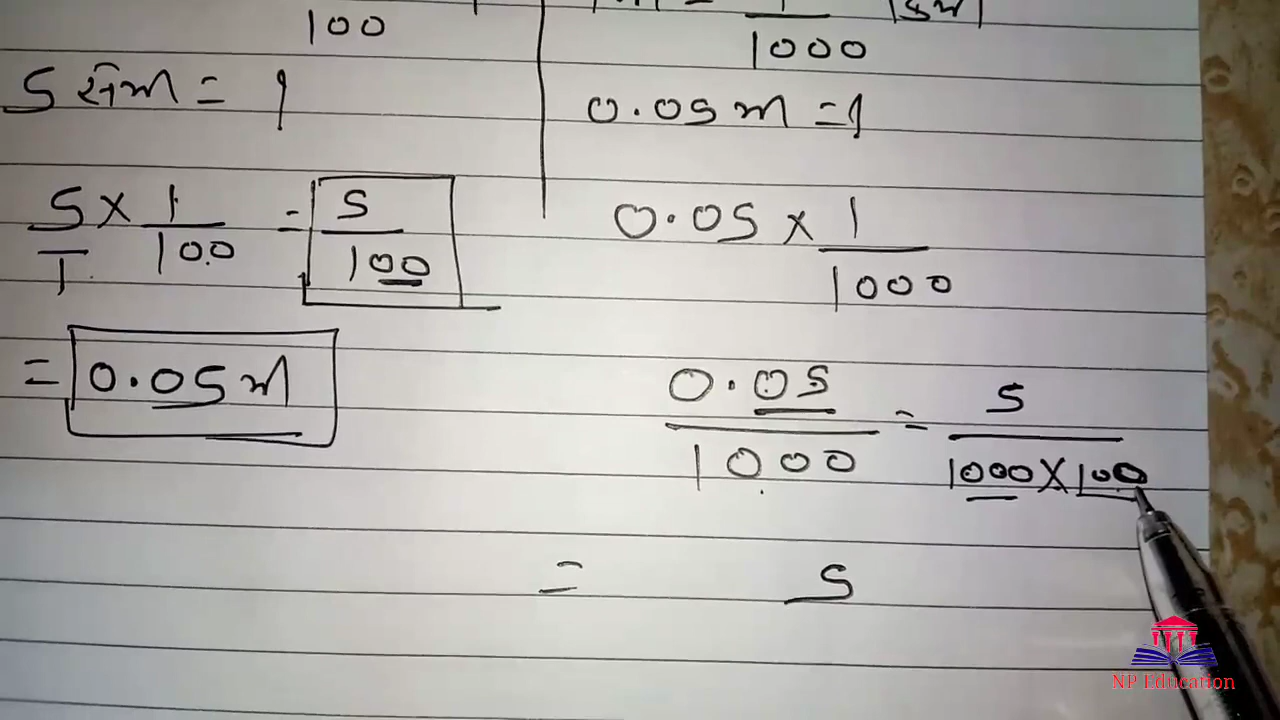 100
5 સેમી = 1
5/1 × 1/100 = 5/100
= 0.05 મી
1000
0.05 મી = 1
0.05 × 1/1000
0.05/1000 = 5/1000×100
= 5
NP Education